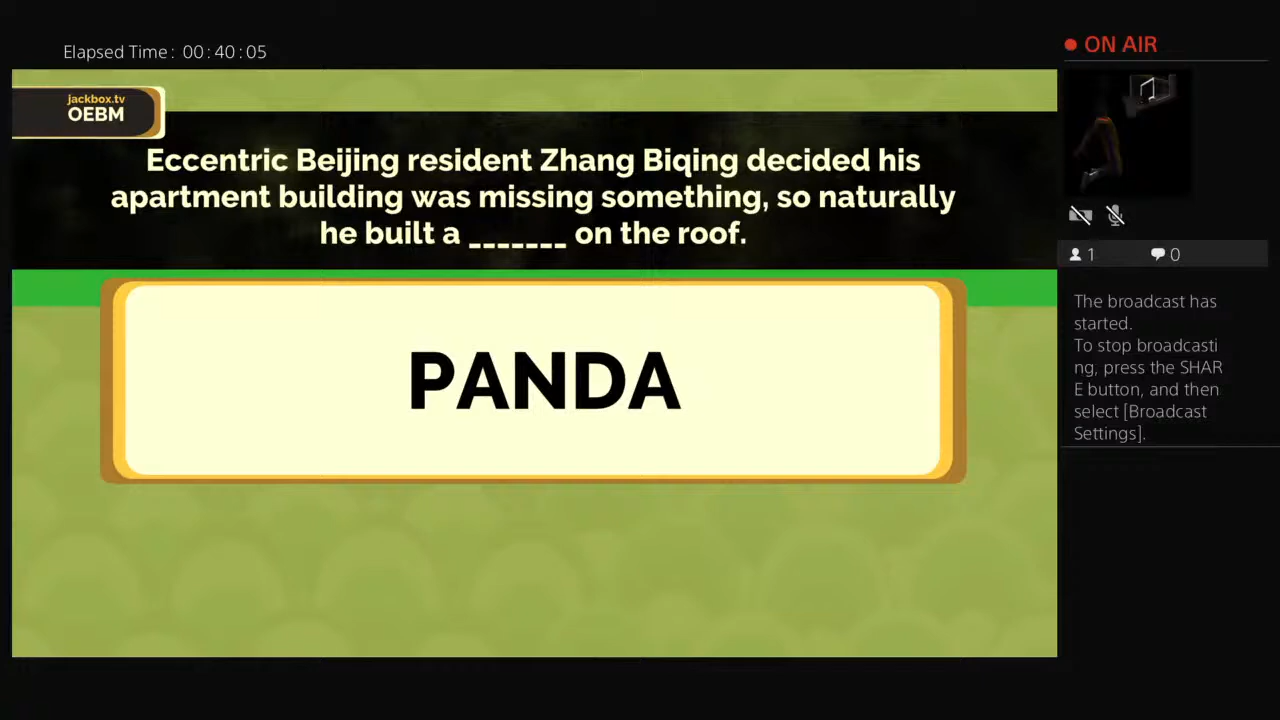 Elapsed Time: 00:40:05
ON AIR
jackbox.tv
OEBM
Eccentric Beijing resident Zhang Biqing decided his
apartment building was missing something, so naturally
he built a _______ on the roof.
PANDA
1
0
The broadcast has
started.
To stop broadcasti
ng, press the SHAR
E button, and then
select [Broadcast
Settings].